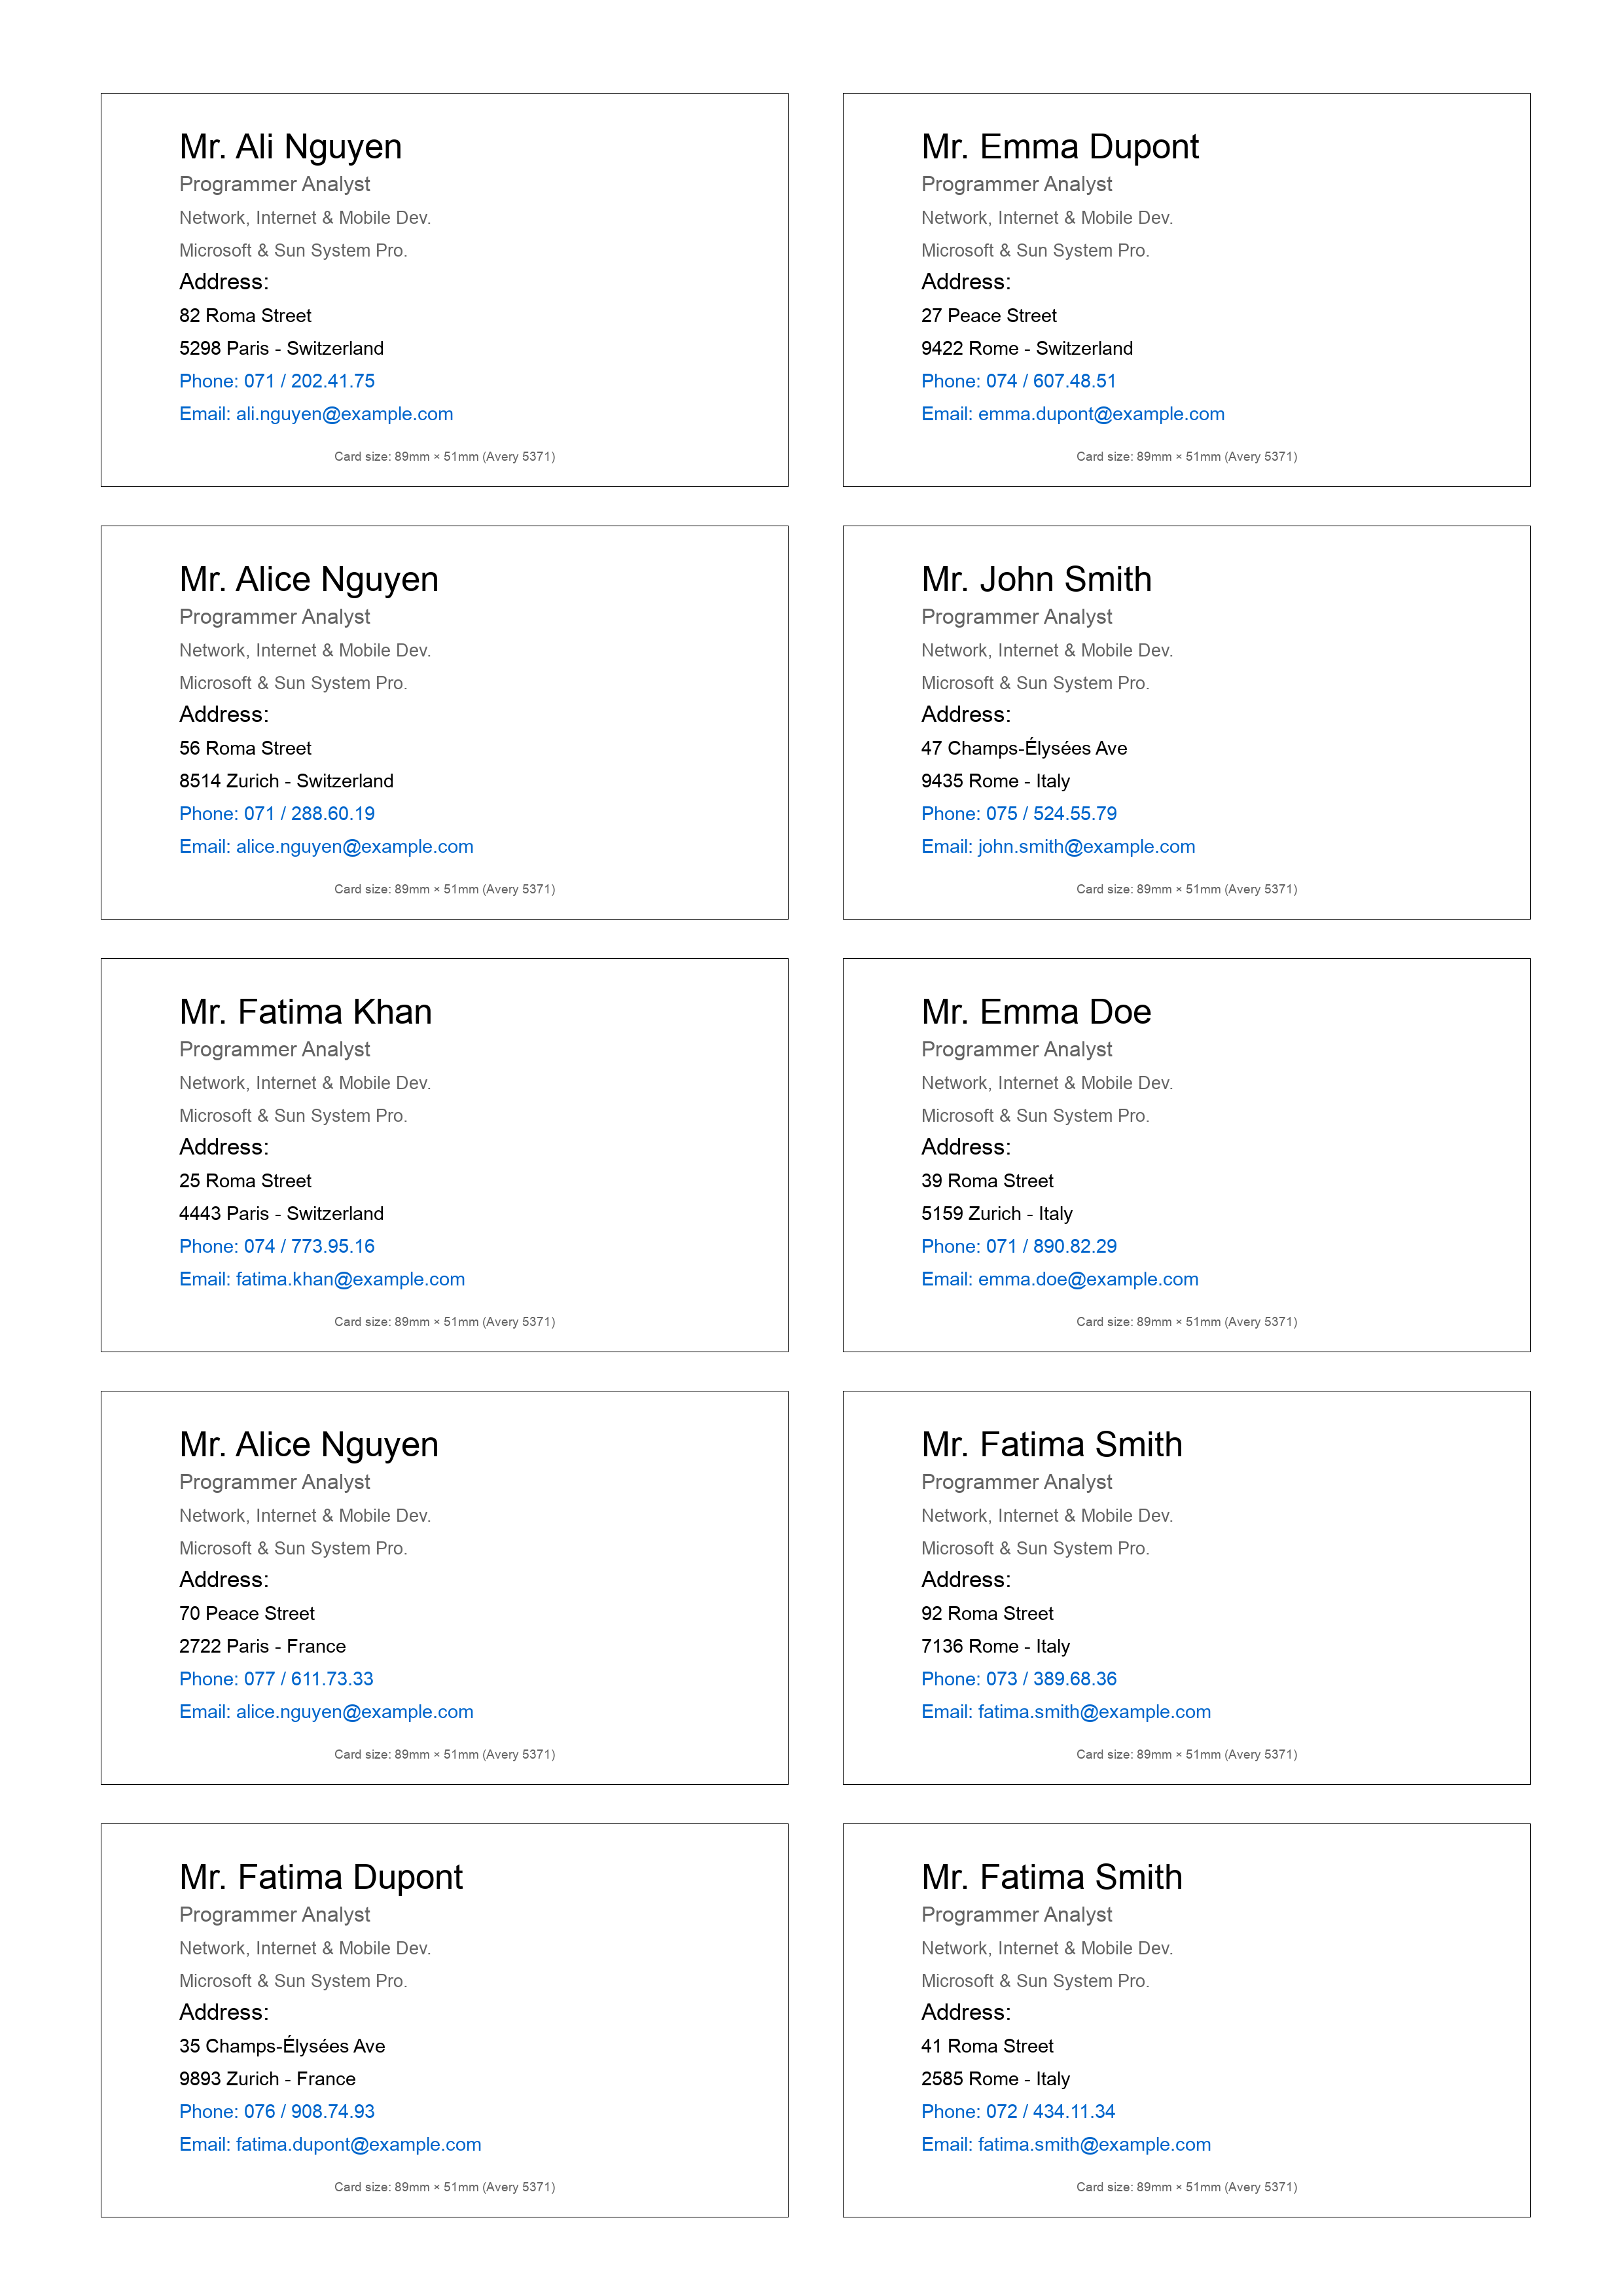 Mr. Ali Nguyen
Programmer Analyst
Network, Internet & Mobile Dev.
Microsoft & Sun System Pro.
Address:
82 Roma Street
5298 Paris - Switzerland
Phone: 071 / 202.41.75
Email: ali.nguyen@example.com
Card size: 89mm × 51mm (Avery 5371)
Mr. Emma Dupont
Programmer Analyst
Network, Internet & Mobile Dev.
Microsoft & Sun System Pro.
Address:
27 Peace Street
9422 Rome - Switzerland
Phone: 074 / 607.48.51
Email: emma.dupont@example.com
Card size: 89mm × 51mm (Avery 5371)
Mr. Alice Nguyen
Programmer Analyst
Network, Internet & Mobile Dev.
Microsoft & Sun System Pro.
Address:
56 Roma Street
8514 Zurich - Switzerland
Phone: 071 / 288.60.19
Email: alice.nguyen@example.com
Card size: 89mm × 51mm (Avery 5371)
Mr. John Smith
Programmer Analyst
Network, Internet & Mobile Dev.
Microsoft & Sun System Pro.
Address:
47 Champs-Élysées Ave
9435 Rome - Italy
Phone: 075 / 524.55.79
Email: john.smith@example.com
Card size: 89mm × 51mm (Avery 5371)
Mr. Fatima Khan
Programmer Analyst
Network, Internet & Mobile Dev.
Microsoft & Sun System Pro.
Address:
25 Roma Street
4443 Paris - Switzerland
Phone: 074 / 773.95.16
Email: fatima.khan@example.com
Card size: 89mm × 51mm (Avery 5371)
Mr. Emma Doe
Programmer Analyst
Network, Internet & Mobile Dev.
Microsoft & Sun System Pro.
Address:
39 Roma Street
5159 Zurich - Italy
Phone: 071 / 890.82.29
Email: emma.doe@example.com
Card size: 89mm × 51mm (Avery 5371)
Mr. Alice Nguyen
Programmer Analyst
Network, Internet & Mobile Dev.
Microsoft & Sun System Pro.
Address:
70 Peace Street
2722 Paris - France
Phone: 077 / 611.73.33
Email: alice.nguyen@example.com
Card size: 89mm × 51mm (Avery 5371)
Mr. Fatima Smith
Programmer Analyst
Network, Internet & Mobile Dev.
Microsoft & Sun System Pro.
Address:
92 Roma Street
7136 Rome - Italy
Phone: 073 / 389.68.36
Email: fatima.smith@example.com
Card size: 89mm × 51mm (Avery 5371)
Mr. Fatima Dupont
Programmer Analyst
Network, Internet & Mobile Dev.
Microsoft & Sun System Pro.
Address:
35 Champs-Élysées Ave
9893 Zurich - France
Phone: 076 / 908.74.93
Email: fatima.dupont@example.com
Card size: 89mm × 51mm (Avery 5371)
Mr. Fatima Smith
Programmer Analyst
Network, Internet & Mobile Dev.
Microsoft & Sun System Pro.
Address:
41 Roma Street
2585 Rome - Italy
Phone: 072 / 434.11.34
Email: fatima.smith@example.com
Card size: 89mm × 51mm (Avery 5371)